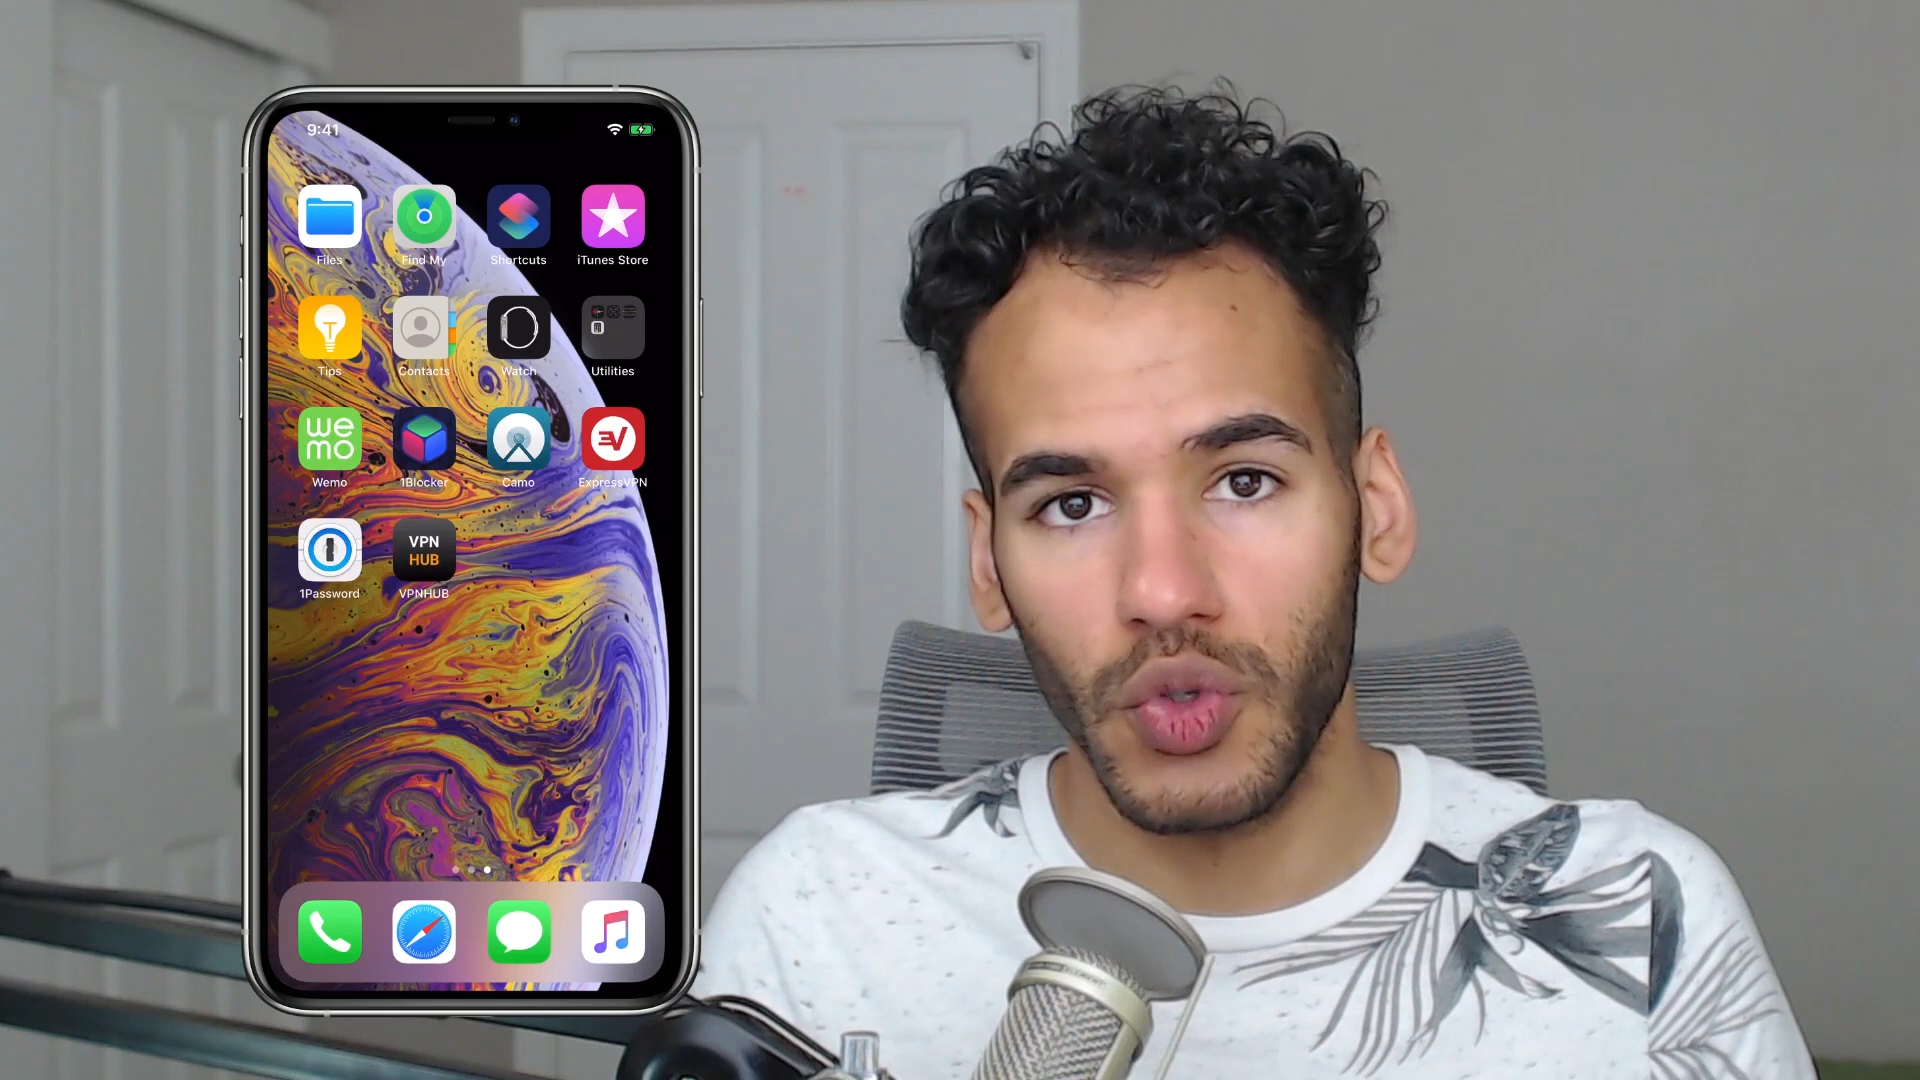 9:41
Files
Find My
Shortcuts
iTunes Store
Tips
Contacts
Watch
Utilities
we
mo
Wemo
1Blocker
Camo
EV
ExpressVPN
1Password
VPN
HUB
VPNHUB